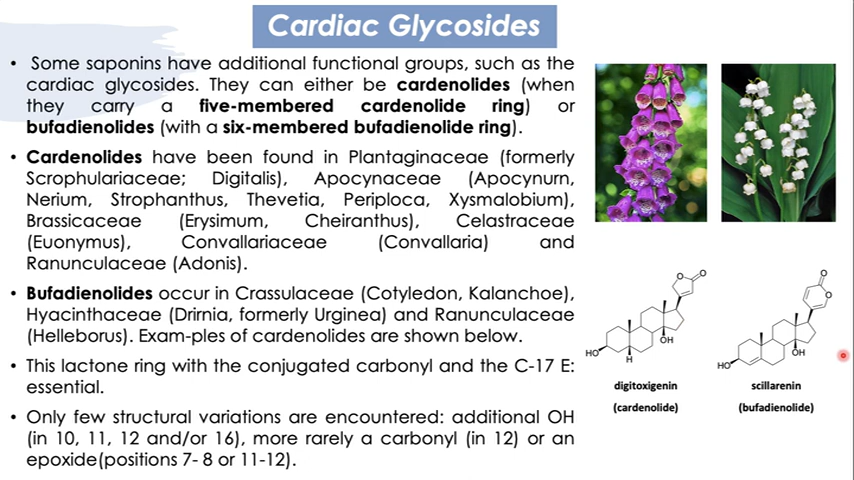 Cardiac Glycosides
• Some saponins have additional functional groups, such as the
cardiac glycosides. They can either be cardenolides (when
they carry a five-membered cardenolide ring) or
bufadienolides (with a six-membered bufadienolide ring).
• Cardenolides have been found in Plantaginaceae (formerly
Scrophulariaceae; Digitalis), Apocynaceae (Apocynurn,
Nerium, Strophanthus, Thevetia, Periploca, Xysmalobium),
Brassicaceae (Erysimum, Cheiranthus), Celastraceae
(Euonymus), Convallariaceae (Convallaria) and
Ranunculaceae (Adonis).
• Bufadienolides occur in Crassulaceae (Cotyledon, Kalanchoe),
Hyacinthaceae (Drirnia, formerly Urginea) and Ranunculaceae
(Helleborus). Exam-ples of cardenolides are shown below.
• This lactone ring with the conjugated carbonyl and the C-17 E:
essential.
• Only few structural variations are encountered: additional OH
(in 10, 11, 12 and/or 16), more rarely a carbonyl (in 12) or an
epoxide(positions 7- 8 or 11-12).
O O
OH
HO
H
digitoxigenin
(cardenolide)
O
O
OH
HO
scillarenin
(bufadienolide)